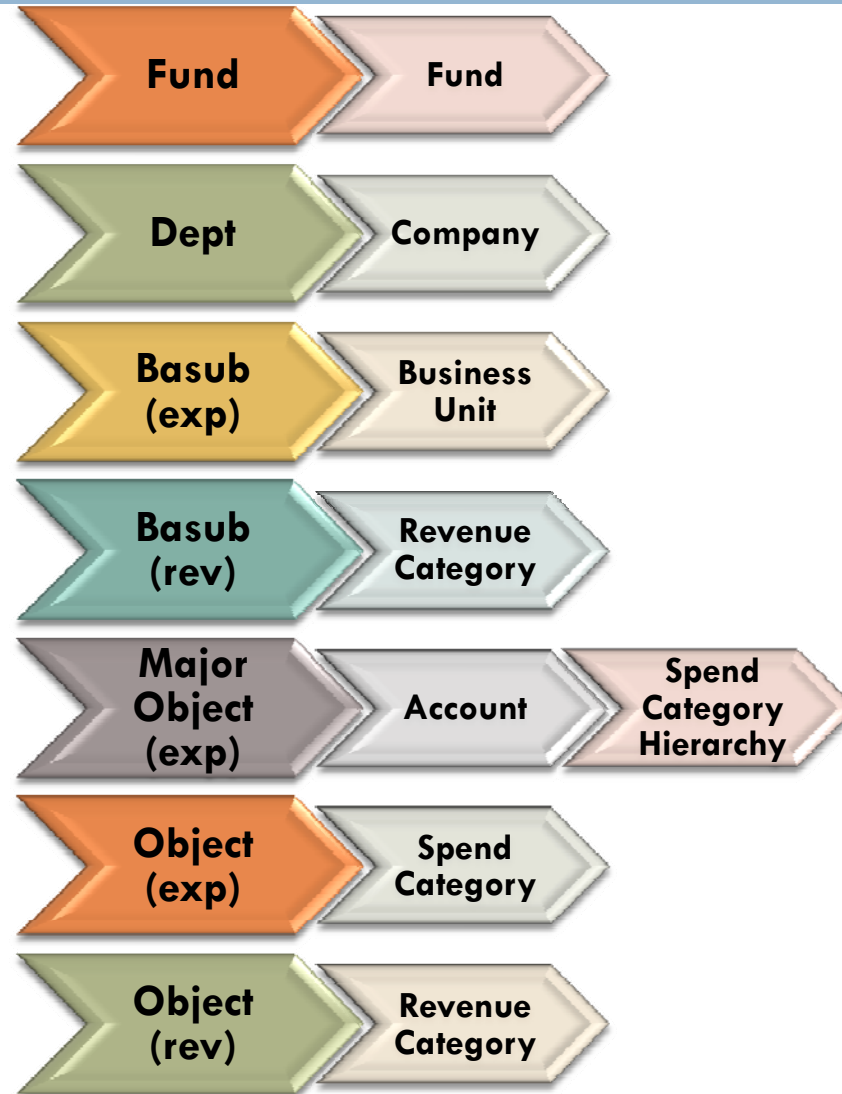 Fund
Fund
Dept
Company
Basub
(exp)
Business
Unit
Basub
(rev)
Revenue
Category
Major
Object
(exp)
Account
Spend
Category
Hierarchy
Object
(exp)
Spend
Category
Object
(rev)
Revenue
Category